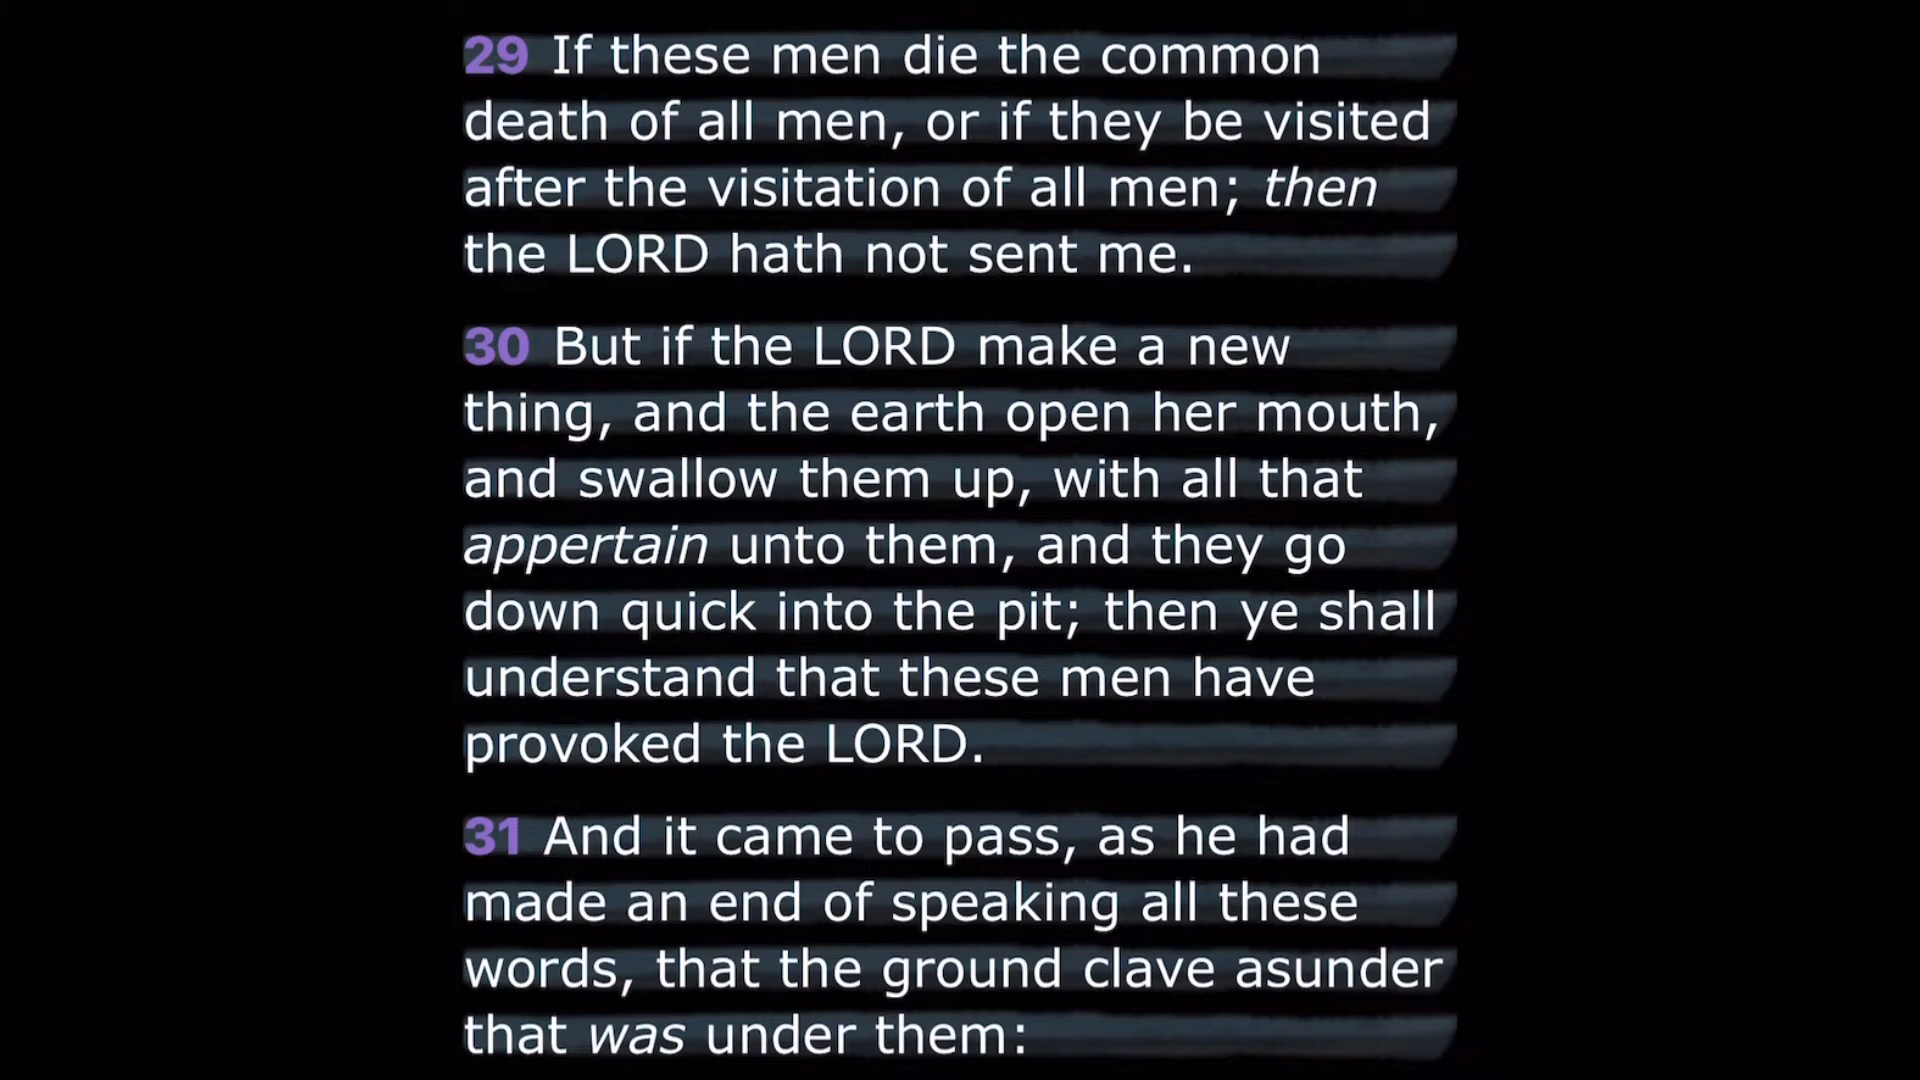 29 If these men die the common
death of all men, or if they be visited
after the visitation of all men; then
the LORD hath not sent me.
30 But if the LORD make a new
thing, and the earth open her mouth,
and swallow them up, with all that
appertain unto them, and they go
down quick into the pit; then ye shall
understand that these men have
provoked the LORD.
31 And it came to pass, as he had
made an end of speaking all these
words, that the ground clave asunder
that was under them: